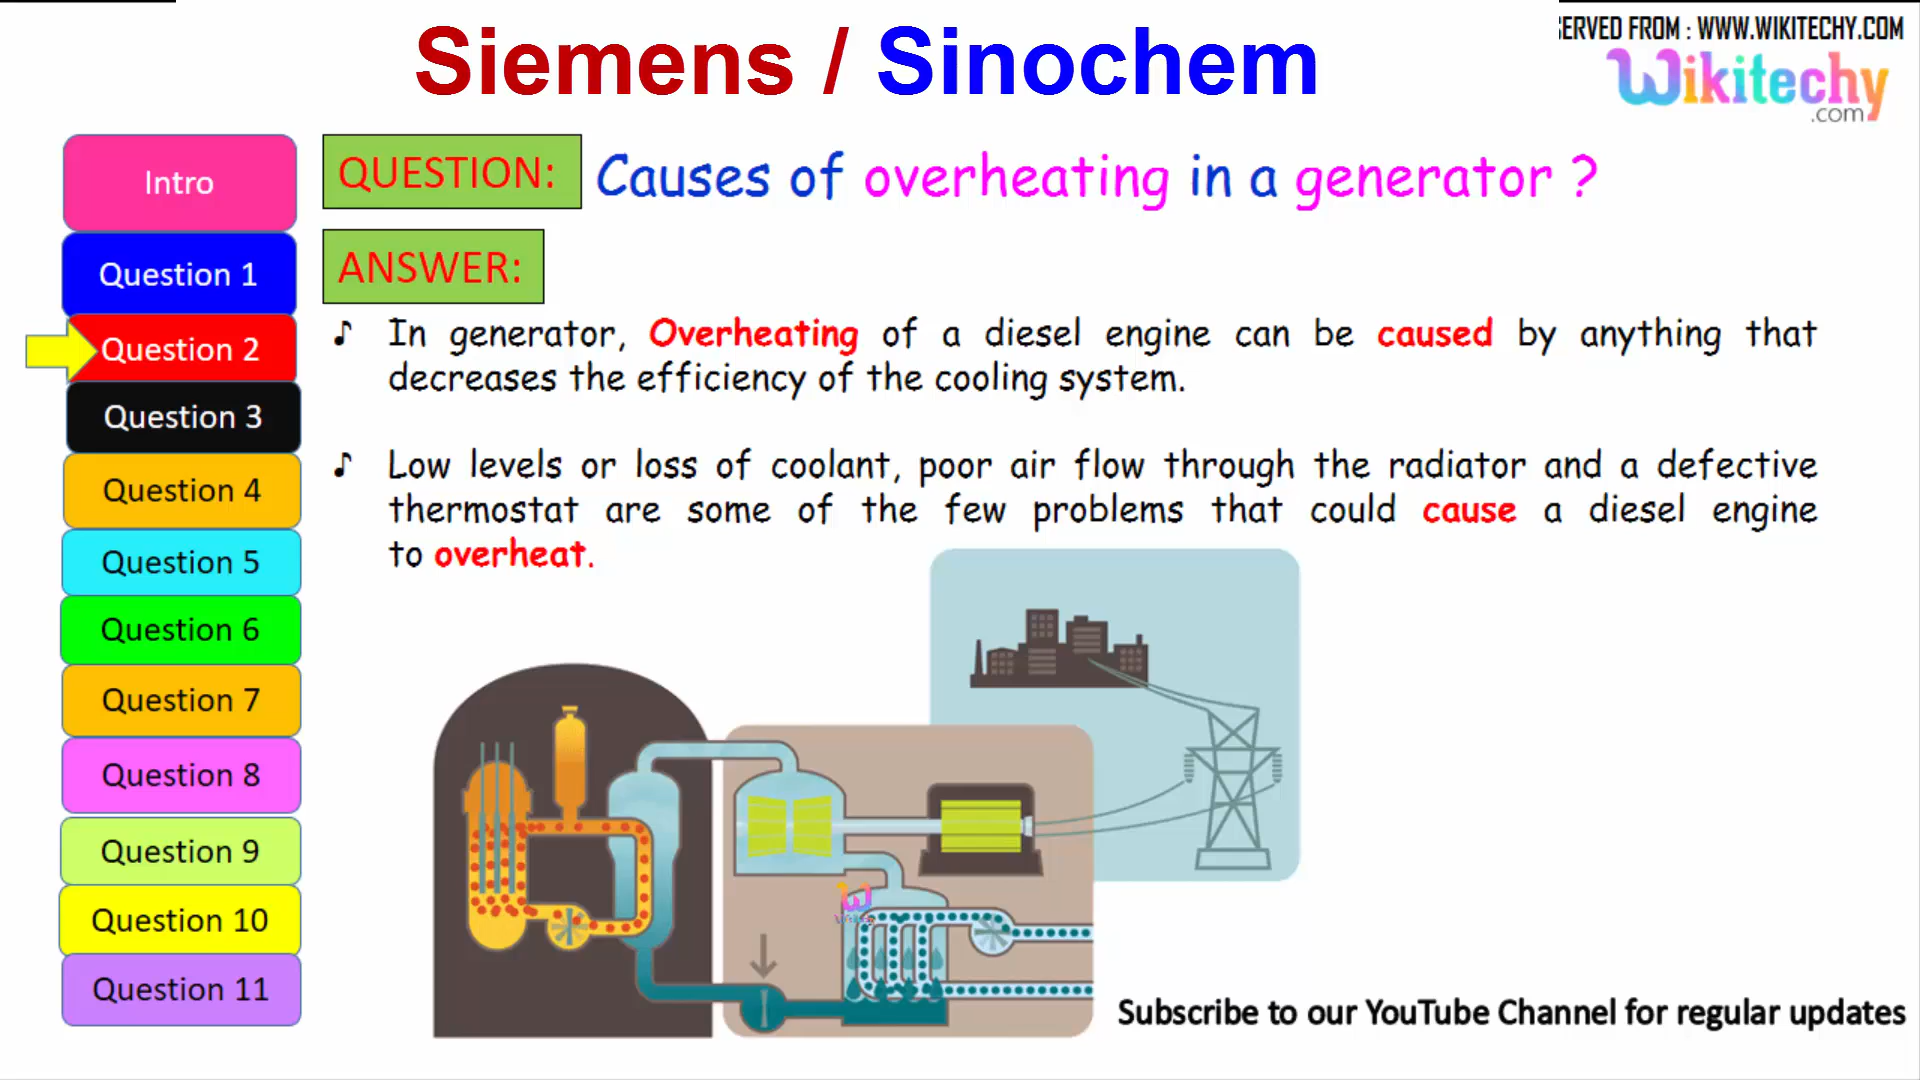 Siemens / Sinochem
SERVED FROM : WWW.WIKITECHY.COM
Wikitechy
.com
Intro
Question 1
Question 2
Question 3
Question 4
Question 5
Question 6
Question 7
Question 8
Question 9
Question 10
Question 11
QUESTION: Causes of overheating in a generator ?
ANSWER:
♪ In generator, Overheating of a diesel engine can be caused by anything that
decreases the efficiency of the cooling system.
♪ Low levels or loss of coolant, poor air flow through the radiator and a defective
thermostat are some of the few problems that could cause a diesel engine
to overheat.
Subscribe to our YouTube Channel for regular updates